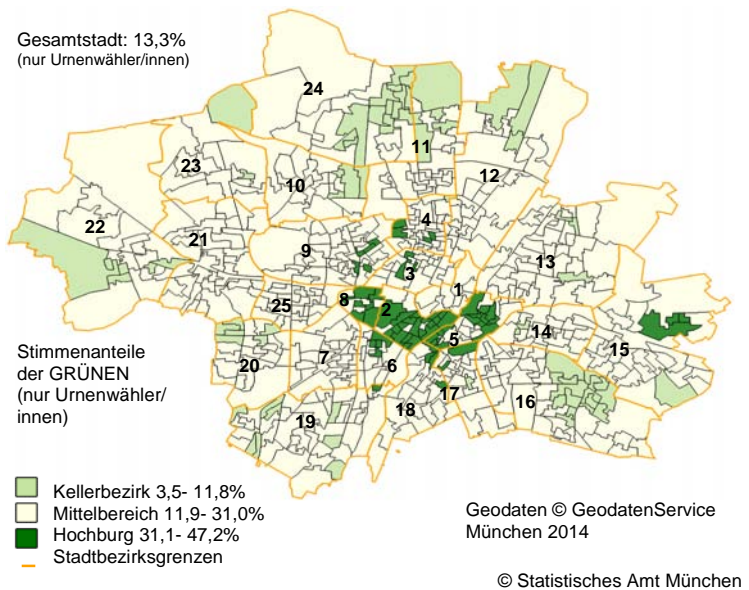 Gesamtstadt: 13,3%
(nur Urnenwähler/innen)
24
11
23
10
12
4
22
21
9
13
3
1
25
8
2
14
5
15
20
7
6
17
16
18
19
Stimmenanteile
der GRÜNEN
(nur Urnenwähler/
innen)
Kellerbezirk 3,5- 11,8%
Mittelbereich 11,9- 31,0%
Hochburg 31,1- 47,2%
Stadtbezirksgrenzen
Geodaten © GeodatenService
München 2014
© Statistisches Amt München